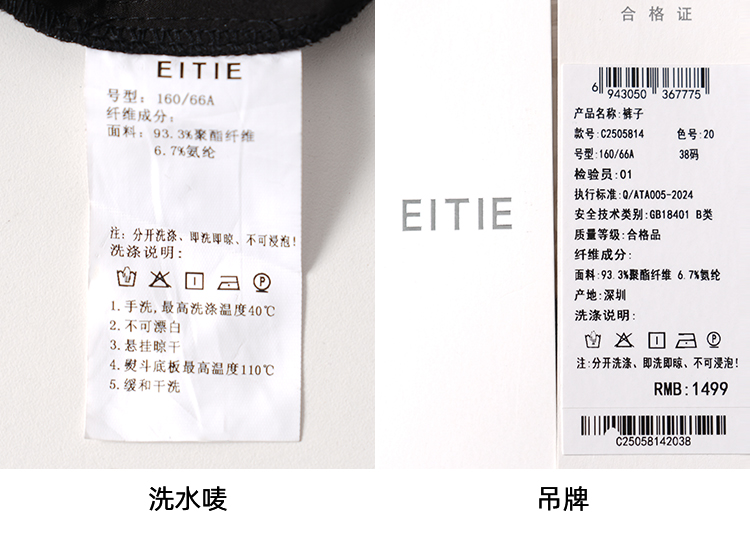 EITIE
号型: 160/66A
纤维成分:
面料: 93.3%聚酯纤维
6.7%氨纶
注: 分开洗涤、即洗即晾、不可浸泡!
洗涤说明:
P
1.手洗,最高洗涤温度40℃
2.不可漂白
3.悬挂晾干
4.熨斗底板最高温度110℃
5.缓和干洗
洗水唛
EITIE
合格证
6 943050 367775
产品名称:裤子
款号:C2505814 色号:20
号型:160/66A 38码
检验员:01
执行标准:Q/ATA005-2024
安全技术类别:GB18401 B类
质量等级:合格品
纤维成分:
面料:93.3%聚酯纤维 6.7%氨纶
产地:深圳
洗涤说明:
P
注:分开洗涤、即洗即晾、不可浸泡!
RMB:1499
C25058142038
吊牌